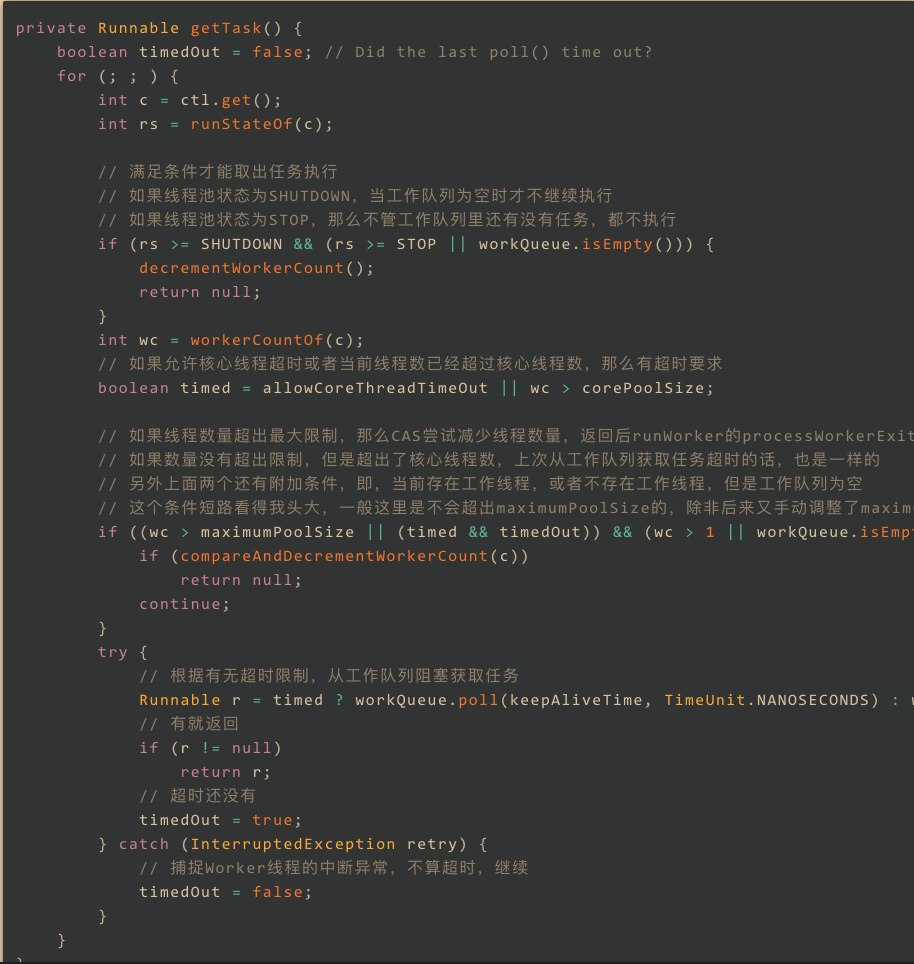 private Runnable getTask() {
    boolean timedOut = false; // Did the last poll() time out?
    for (; ; ) {
        int c = ctl.get();
        int rs = runStateOf(c);

        // 满足条件才能取出任务执行
        // 如果线程池状态为SHUTDOWN，当工作队列为空时才不继续执行
        // 如果线程池状态为STOP，那么不管工作队列里还有没有任务，都不执行
        if (rs >= SHUTDOWN && (rs >= STOP || workQueue.isEmpty())) {
            decrementWorkerCount();
            return null;
        }
        int wc = workerCountOf(c);
        // 如果允许核心线程超时或者当前线程数已经超过核心线程数，那么有超时要求
        boolean timed = allowCoreThreadTimeOut || wc > corePoolSize;

        // 如果线程数量超出最大限制，那么CAS尝试减少线程数量，返回后runWorker的processWorkerExit
        // 如果数量没有超出限制，但是超出了核心线程数，上次从工作队列获取任务超时的话，也是一样的
        // 另外上面两个还有附加条件，即，当前存在工作线程，或者不存在工作线程，但是工作队列为空
        // 这个条件短路看得我头大，一般这里是不会超出maximumPoolSize的，除非后来又手动调整了maximu
        if ((wc > maximumPoolSize || (timed && timedOut)) && (wc > 1 || workQueue.isEmp
            if (compareAndDecrementWorkerCount(c))
                return null;
            continue;
        }
        try {
            // 根据有无超时限制，从工作队列阻塞获取任务
            Runnable r = timed ? workQueue.poll(keepAliveTime, TimeUnit.NANOSECONDS) :
            // 有就返回
            if (r != null)
                return r;
            // 超时还没有
            timedOut = true;
        } catch (InterruptedException retry) {
            // 捕捉Worker线程的中断异常，不算超时，继续
            timedOut = false;
        }
    }